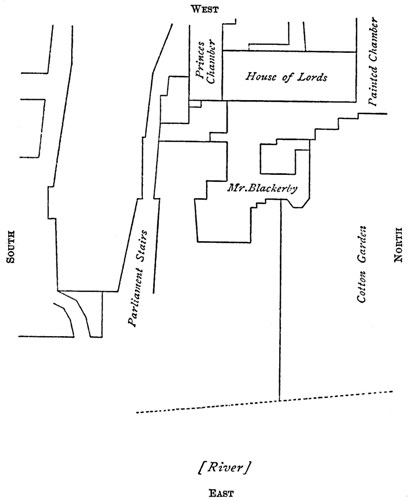 WEST
Princes
Chamber
House of Lords
Painted Chamber
Mr. Blackerby
SOUTH
Parliament Stairs
Cotton Garden
NORTH
[River]
EAST